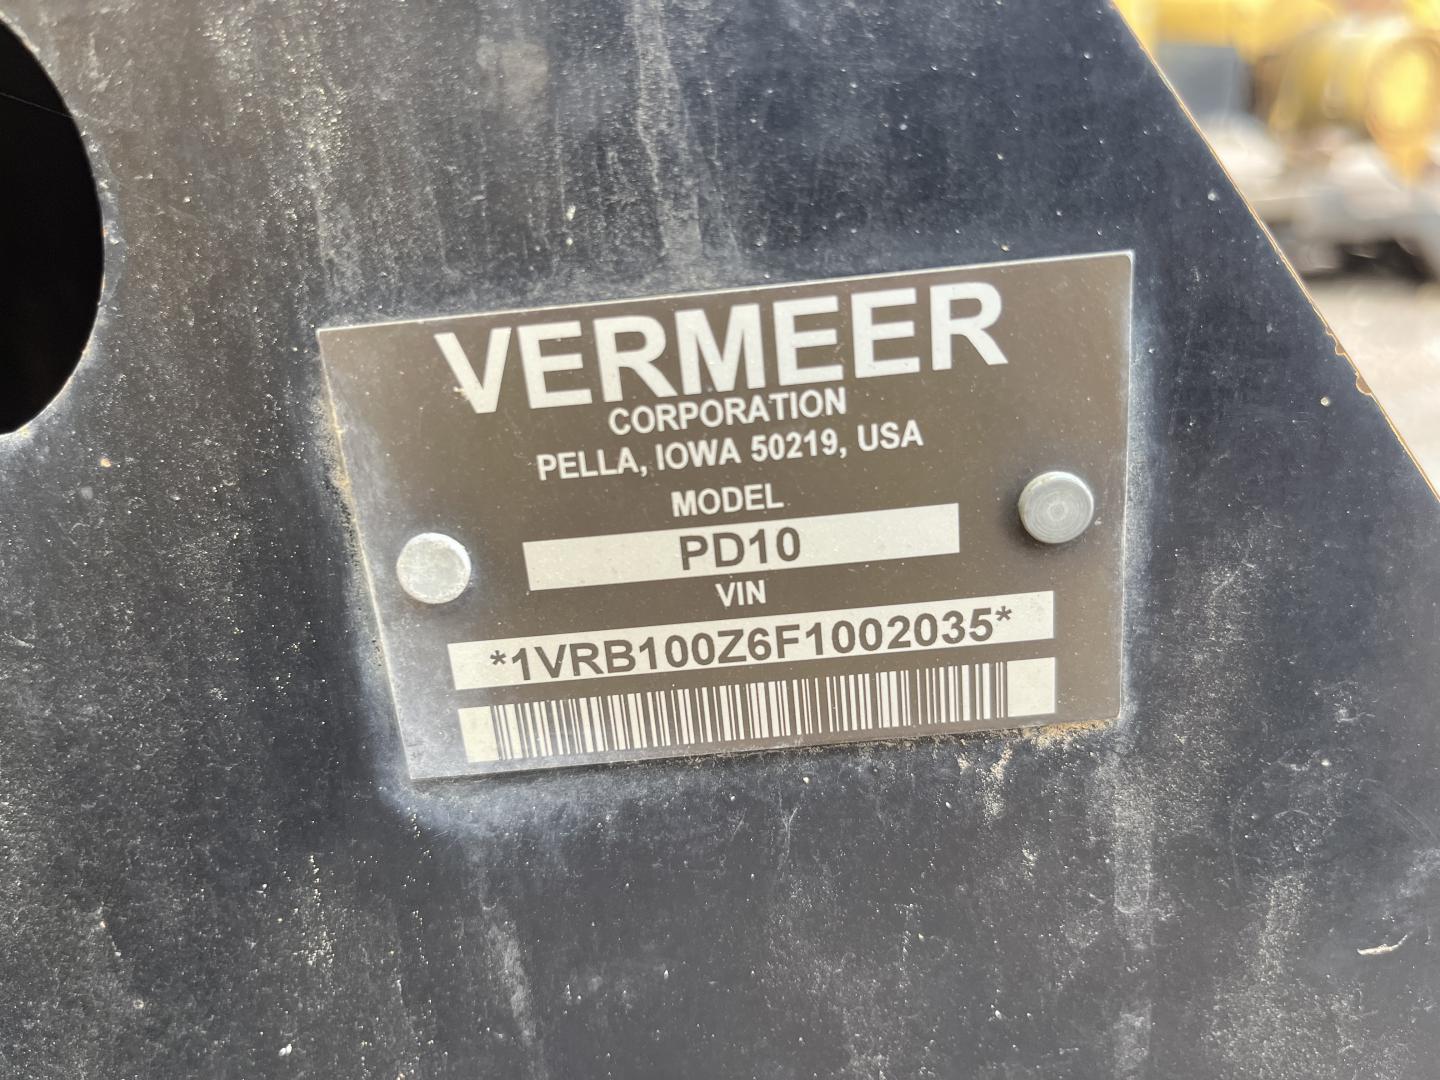 VERMEER
CORPORATION
PELLA, IOWA 50219, USA
MODEL
PD10
VIN
*1VRB100Z6F1002035*